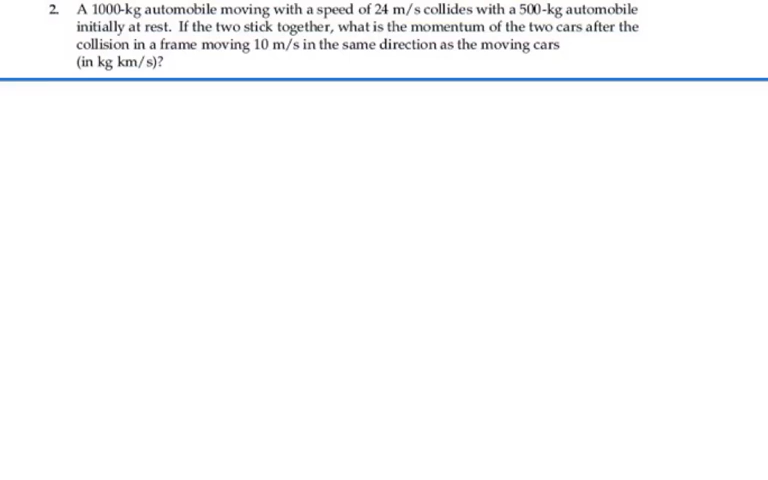 2. A 1000-kg automobile moving with a speed of 24 m/s collides with a 500-kg automobile
initially at rest. If the two stick together, what is the momentum of the two cars after the
collision in a frame moving 10 m/s in the same direction as the moving cars
(in kg km/s)?